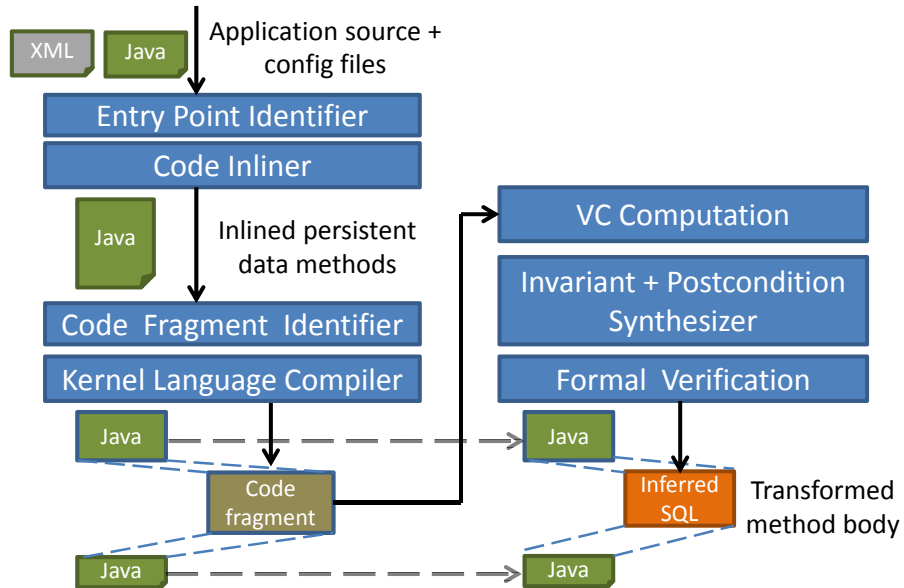 XML
Java
Application source +
config files
Entry Point Identifier
Code Inliner
Java
Inlined persistent
data methods
Code Fragment Identifier
Kernel Language Compiler
Java
Code
fragment
Java
VC Computation
Invariant + Postcondition
Synthesizer
Formal Verification
Java
Inferred
SQL
Transformed
method body
Java